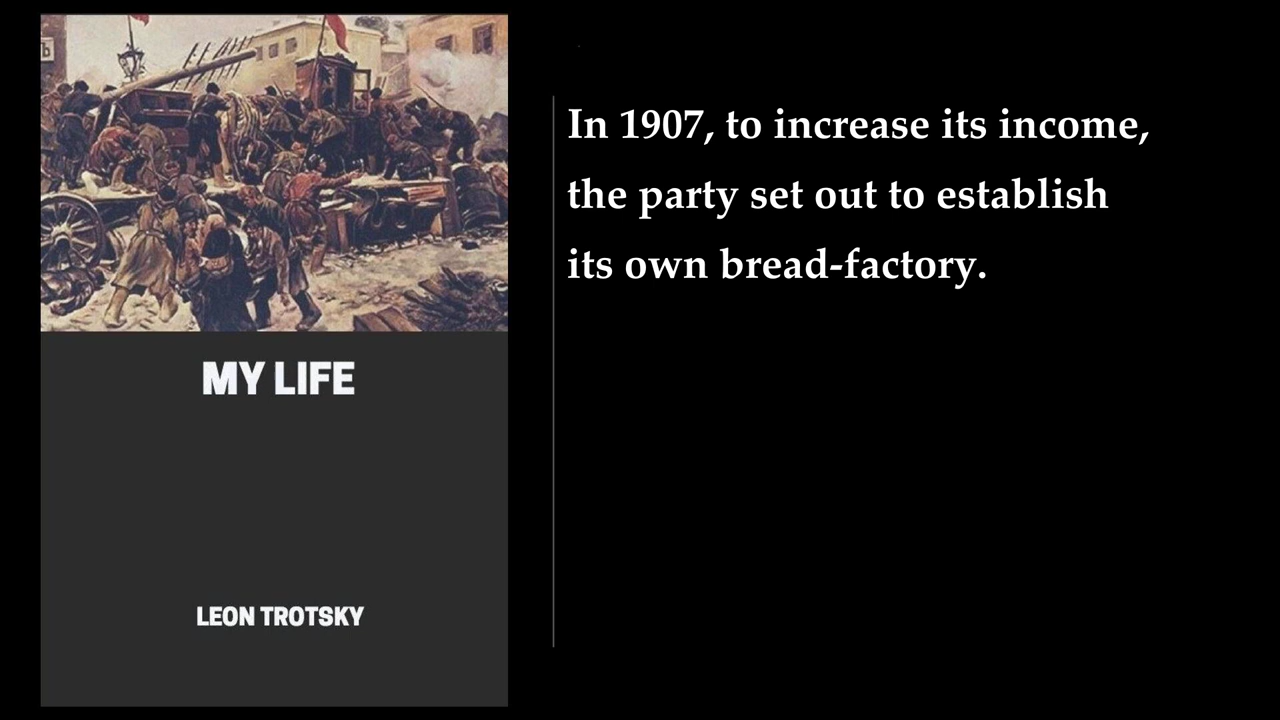 Ъ
MY LIFE
LEON TROTSKY
In 1907, to increase its income,
the party set out to establish
its own bread-factory.